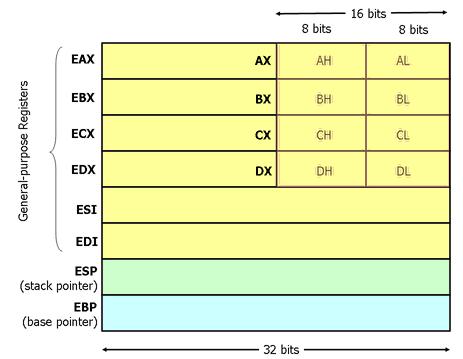 16 bits
8 bits 8 bits
EAX AX AH AL
EBX BX BH BL
ECX CX CH CL
EDX DX DH DL
ESI
EDI
ESP
(stack pointer)
EBP
(base pointer)
32 bits
General-purpose Registers